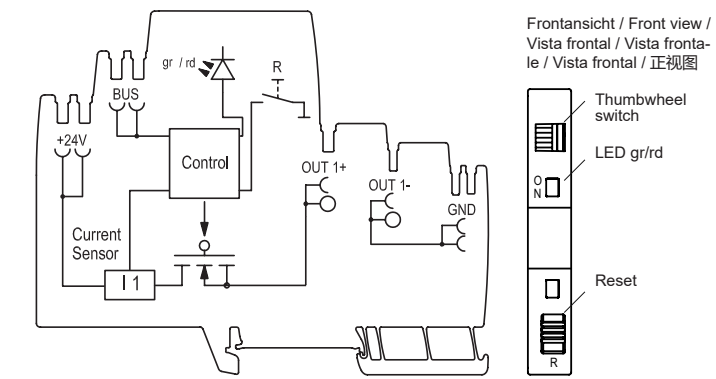 Frontansicht / Front view /
Vista frontal / Vista fronta-
le / Vista frontal / 正视图
gr / rd
R
BUS
+24V
Control
OUT 1+
OUT 1-
GND
Current
Sensor
I 1
Thumbwheel
switch
LED gr/rd
O
N
Reset
R